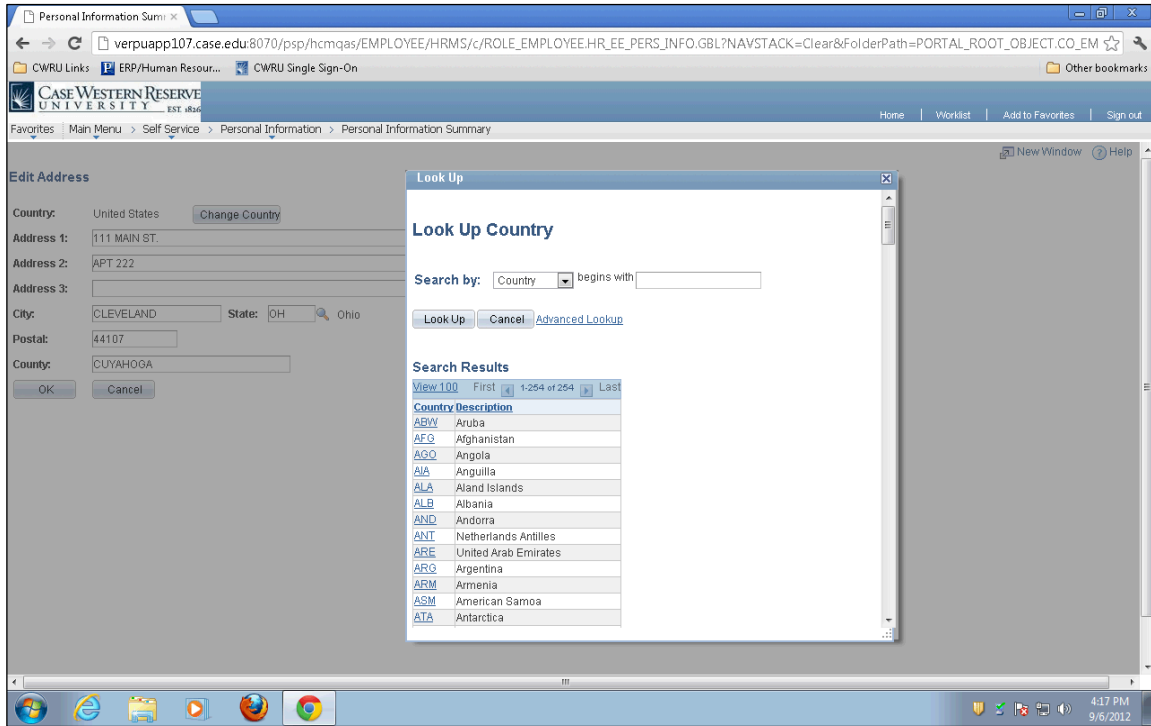 Personal Information Sum
verpuapp107.case.edu:8070/psp/hcmqas/EMPLOYEE/HRMS/c/ROLE_EMPLOYEE.HR_EE_PERS_INFO.GBL?NAVSTACK=Clear&FolderPath=PORTAL_ROOT_OBJECT.CO_EM
CWRU Links ERP/Human Resour... CWRU Single Sign-On Other bookmarks
CASE WESTERN RESERVE
UNIVERSITY EST. 1826
Home | Worklist | Add to Favorites | Sign out
Favorites Main Menu > Self Service > Personal Information > Personal Information Summary
New Window ? Help
Edit Address
Country: United States Change Country
Address 1: 111 MAIN ST.
Address 2: APT 222
Address 3:
City: CLEVELAND State: OH Ohio
Postal: 44107
County: CUYAHOGA
OK Cancel
Look Up
Look Up Country
Search by: Country begins with
Look Up Cancel Advanced Lookup
Search Results
View 100 First 1-254 of 254 Last
Country Description
ABW Aruba
AFG Afghanistan
AGO Angola
AIA Anguilla
ALA Aland Islands
ALB Albania
AND Andorra
ANT Netherlands Antilles
ARE United Arab Emirates
ARG Argentina
ARM Armenia
ASM American Samoa
ATA Antarctica
4:17 PM
9/6/2012